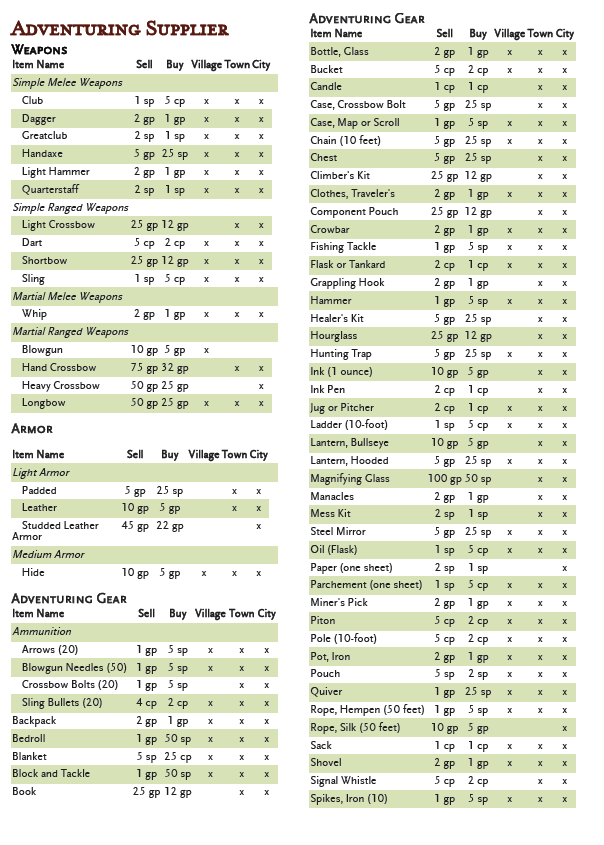 Adventuring Supplier
Weapons
Item Name Sell Buy Village Town City
Simple Melee Weapons
Club 1 sp 5 cp x x x
Dagger 2 gp 1 gp x x x
Greatclub 2 sp 1 sp x x x
Handaxe 5 gp 25 sp x x x
Light Hammer 2 gp 1 gp x x x
Quarterstaff 2 sp 1 sp x x x
Simple Ranged Weapons
Light Crossbow 25 gp 12 gp x x
Dart 5 cp 2 cp x x x
Shortbow 25 gp 12 gp x x x
Sling 1 sp 5 cp x x x
Martial Melee Weapons
Whip 2 gp 1 gp x x x
Martial Ranged Weapons
Blowgun 10 gp 5 gp x
Hand Crossbow 75 gp 32 gp x x
Heavy Crossbow 50 gp 25 gp x
Longbow 50 gp 25 gp x x x
Armor
Item Name Sell Buy Village Town City
Light Armor
Padded 5 gp 25 sp x x
Leather 10 gp 5 gp x x
Studded Leather 45 gp 22 gp x
Armor
Medium Armor
Hide 10 gp 5 gp x x x
Adventuring Gear
Item Name Sell Buy Village Town City
Ammunition
Arrows (20) 1 gp 5 sp x x x
Blowgun Needles (50) 1 gp 5 sp x x x
Crossbow Bolts (20) 1 gp 5 sp x x
Sling Bullets (20) 4 cp 2 cp x x x
Backpack 2 gp 1 gp x x x
Bedroll 1 gp 50 sp x x x
Blanket 5 sp 25 cp x x x
Block and Tackle 1 gp 50 sp x x x
Book 25 gp 12 gp x x
Adventuring Gear
Item Name Sell Buy Village Town City
Bottle, Glass 2 gp 1 gp x x x
Bucket 5 cp 2 cp x x x
Candle 1 cp 1 cp x x
Case, Crossbow Bolt 5 gp 25 sp x x
Case, Map or Scroll 1 gp 5 sp x x x
Chain (10 feet) 5 gp 25 sp x x x
Chest 5 gp 25 sp x x
Climber's Kit 25 gp 12 gp x x
Clothes, Traveler's 2 gp 1 gp x x x
Component Pouch 25 gp 12 gp x x
Crowbar 2 gp 1 gp x x x
Fishing Tackle 1 gp 5 sp x x x
Flask or Tankard 2 cp 1 cp x x x
Grappling Hook 2 gp 1 gp x x
Hammer 1 gp 5 sp x x x
Healer's Kit 5 gp 25 sp x x
Hourglass 25 gp 12 gp x x
Hunting Trap 5 gp 25 sp x x x
Ink (1 ounce) 10 gp 5 gp x x
Ink Pen 2 cp 1 cp x x
Jug or Pitcher 2 cp 1 cp x x x
Ladder (10-foot) 1 sp 5 cp x x x
Lantern, Bullseye 10 gp 5 gp x x
Lantern, Hooded 5 gp 25 sp x x x
Magnifying Glass 100 gp 50 sp x x
Manacles 2 gp 1 gp x x
Mess Kit 2 sp 1 sp x x
Steel Mirror 5 gp 25 sp x x x
Oil (Flask) 1 sp 5 cp x x x
Paper (one sheet) 2 sp 1 sp x
Parchement (one sheet) 1 sp 5 cp x x x
Miner's Pick 2 gp 1 gp x x x
Piton 5 cp 2 cp x x x
Pole (10-foot) 5 cp 2 cp x x x
Pot, Iron 2 gp 1 gp x x x
Pouch 5 sp 2 sp x x x
Quiver 1 gp 25 sp x x x
Rope, Hempen (50 feet) 1 gp 5 sp x x x
Rope, Silk (50 feet) 10 gp 5 gp x
Sack 1 cp 1 cp x x x
Shovel 2 gp 1 gp x x x
Signal Whistle 5 cp 2 cp x x
Spikes, Iron (10) 1 gp 5 sp x x x